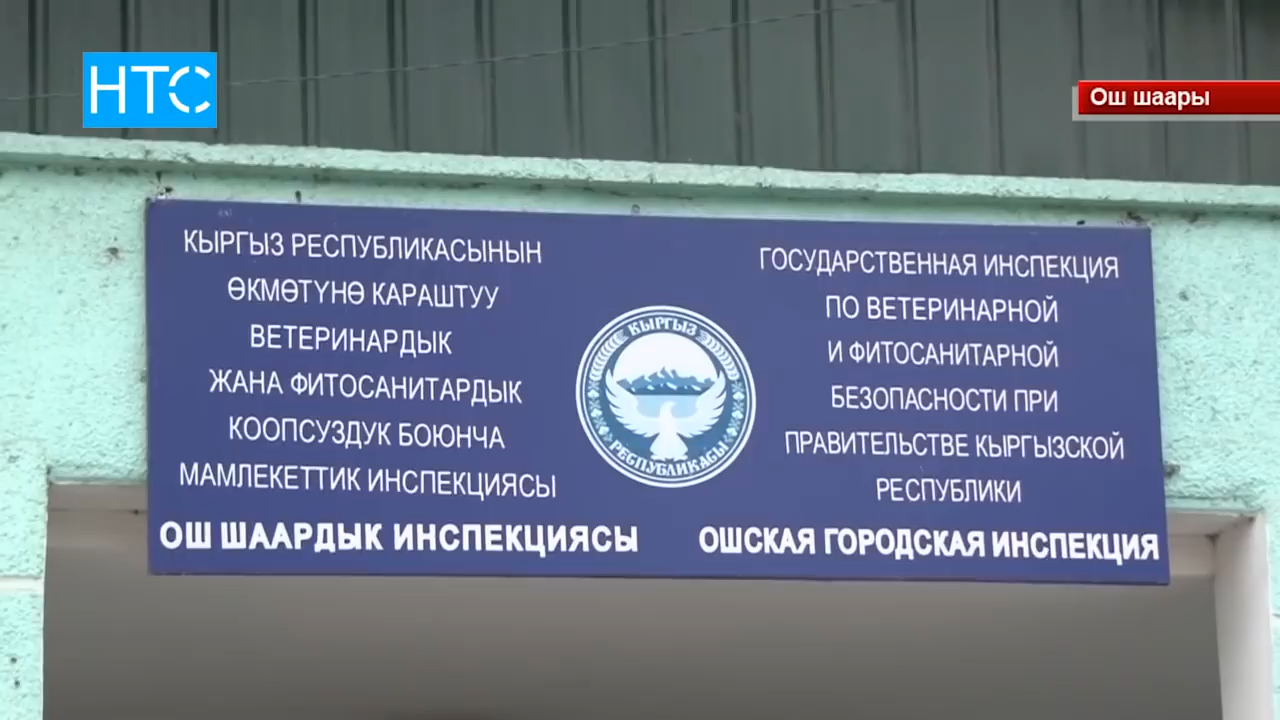 НТС
Ош шаары
КЫРГЫЗ РЕСПУБЛИКАСЫНЫН
ӨКМӨТҮНӨ КАРАШТУУ
ВЕТЕРИНАРДЫК
ЖАНА ФИТОСАНИТАРДЫК
КООПСУЗДУК БОЮНЧА
МАМЛЕКЕТТИК ИНСПЕКЦИЯСЫ
ОШ ШААРДЫК ИНСПЕКЦИЯСЫ
КЫРГЫЗ
РЕСПУБЛИКАСЫ
ГОСУДАРСТВЕННАЯ ИНСПЕКЦИЯ
ПО ВЕТЕРИНАРНОЙ
И ФИТОСАНИТАРНОЙ
БЕЗОПАСНОСТИ ПРИ
ПРАВИТЕЛЬСТВЕ КЫРГЫЗСКОЙ
РЕСПУБЛИКИ
ОШСКАЯ ГОРОДСКАЯ ИНСПЕКЦИЯ